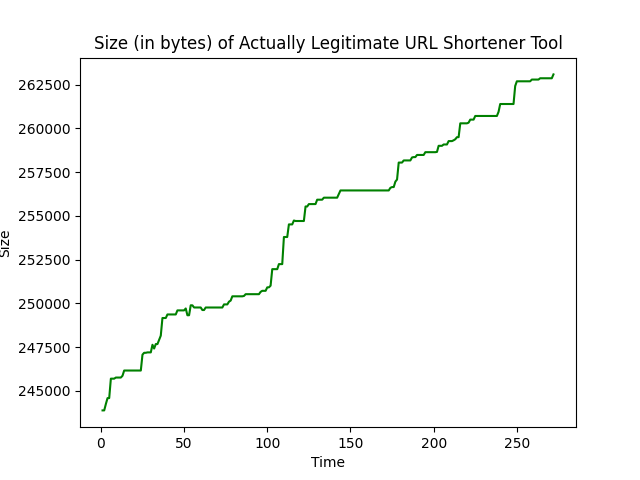 Size (in bytes) of Actually Legitimate URL Shortener Tool
262500
260000
257500
255000
252500
250000
247500
245000
Size
0 50 100 150 200 250
Time